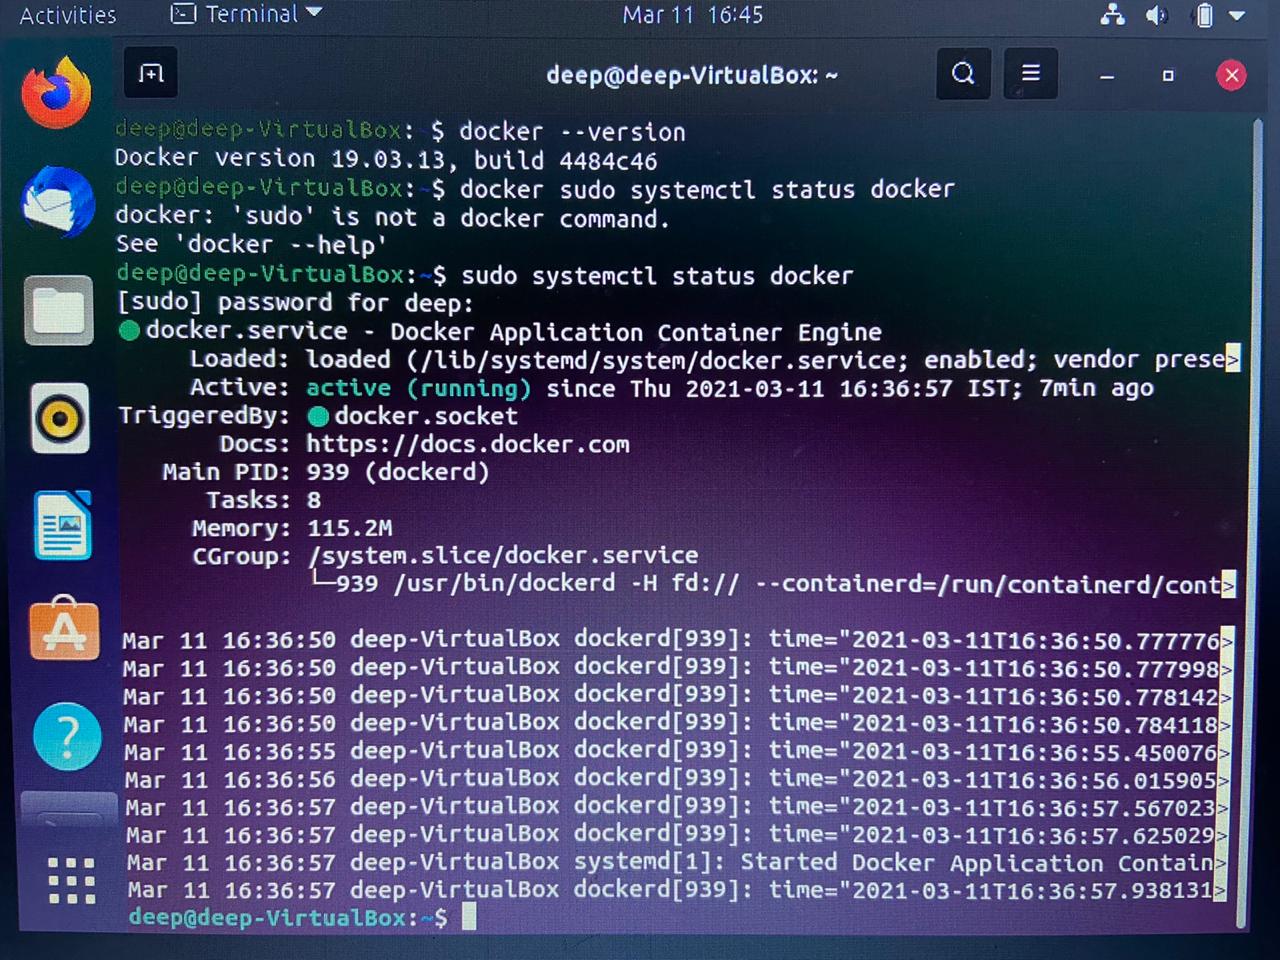 Activities Terminal Mar 11 16:45
deep@deep-VirtualBox: ~
deep@deep-VirtualBox: $ docker --version
Docker version 19.03.13, build 4484c46
deep@deep-VirtualBox:~$ docker sudo systemctl status docker
docker: 'sudo' is not a docker command.
See 'docker --help'
deep@deep-VirtualBox:~$ sudo systemctl status docker
[sudo] password for deep:
● docker.service - Docker Application Container Engine
Loaded: loaded (/lib/systemd/system/docker.service; enabled; vendor prese>
Active: active (running) since Thu 2021-03-11 16:36:57 IST; 7min ago
TriggeredBy: ● docker.socket
Docs: https://docs.docker.com
Main PID: 939 (dockerd)
Tasks: 8
Memory: 115.2M
CGroup: /system.slice/docker.service
└─939 /usr/bin/dockerd -H fd:// --containerd=/run/containerd/cont>
Mar 11 16:36:50 deep-VirtualBox dockerd[939]: time="2021-03-11T16:36:50.777776>
Mar 11 16:36:50 deep-VirtualBox dockerd[939]: time="2021-03-11T16:36:50.777998>
Mar 11 16:36:50 deep-VirtualBox dockerd[939]: time="2021-03-11T16:36:50.778142>
Mar 11 16:36:50 deep-VirtualBox dockerd[939]: time="2021-03-11T16:36:50.784118>
Mar 11 16:36:55 deep-VirtualBox dockerd[939]: time="2021-03-11T16:36:55.450076>
Mar 11 16:36:56 deep-VirtualBox dockerd[939]: time="2021-03-11T16:36:56.015905>
Mar 11 16:36:57 deep-VirtualBox dockerd[939]: time="2021-03-11T16:36:57.567023>
Mar 11 16:36:57 deep-VirtualBox dockerd[939]: time="2021-03-11T16:36:57.625029>
Mar 11 16:36:57 deep-VirtualBox systemd[1]: Started Docker Application Contain>
Mar 11 16:36:57 deep-VirtualBox dockerd[939]: time="2021-03-11T16:36:57.938131>
deep@deep-VirtualBox:~$